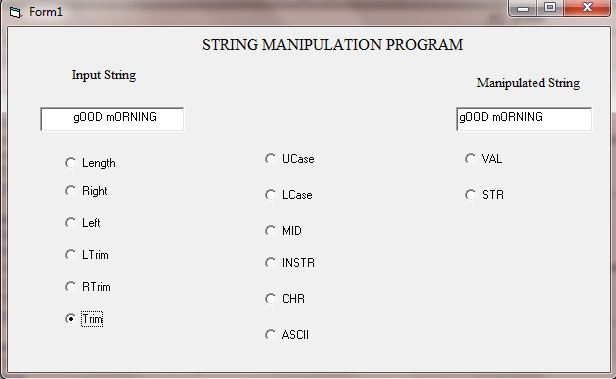 Form1
STRING MANIPULATION PROGRAM
Input String
Manipulated String
gOOD mORNING
gOOD mORNING
Length
UCase
VAL
Right
LCase
STR
Left
MID
LTrim
INSTR
RTrim
CHR
Trim
ASCII